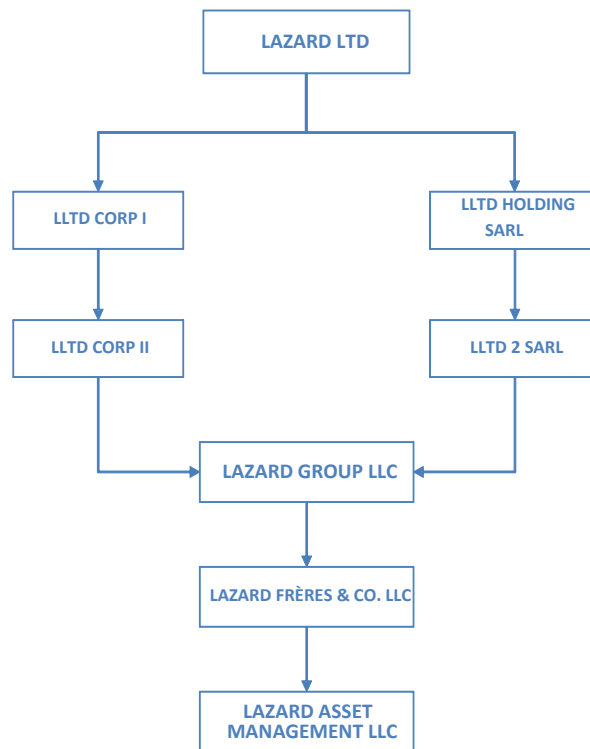 LAZARD LTD
LLTD CORP I
LLTD HOLDING
SARL
LLTD CORP II
LLTD 2 SARL
LAZARD GROUP LLC
LAZARD FRÈRES & CO. LLC
LAZARD ASSET
MANAGEMENT LLC